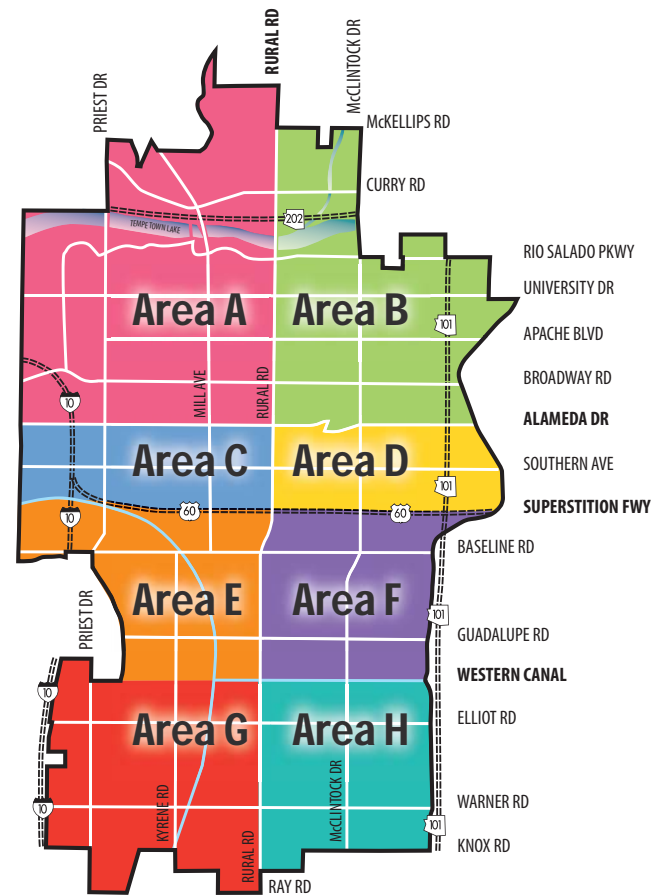 RURAL RD
McCLINTOCK DR
PRIEST DR
McKELLIPS RD
CURRY RD
202
TEMPE TOWN LAKE
RIO SALADO PKWY
UNIVERSITY DR
Area A
Area B
101
APACHE BLVD
MILL AVE
RURAL RD
BROADWAY RD
10
ALAMEDA DR
Area C
Area D
SOUTHERN AVE
101
60
60
SUPERSTITION FWY
10
BASELINE RD
Area E
Area F
PRIEST DR
101
GUADALUPE RD
WESTERN CANAL
10
Area G
Area H
ELLIOT RD
KYRENE RD
RURAL RD
McCLINTOCK DR
WARNER RD
10
101
KNOX RD
RAY RD